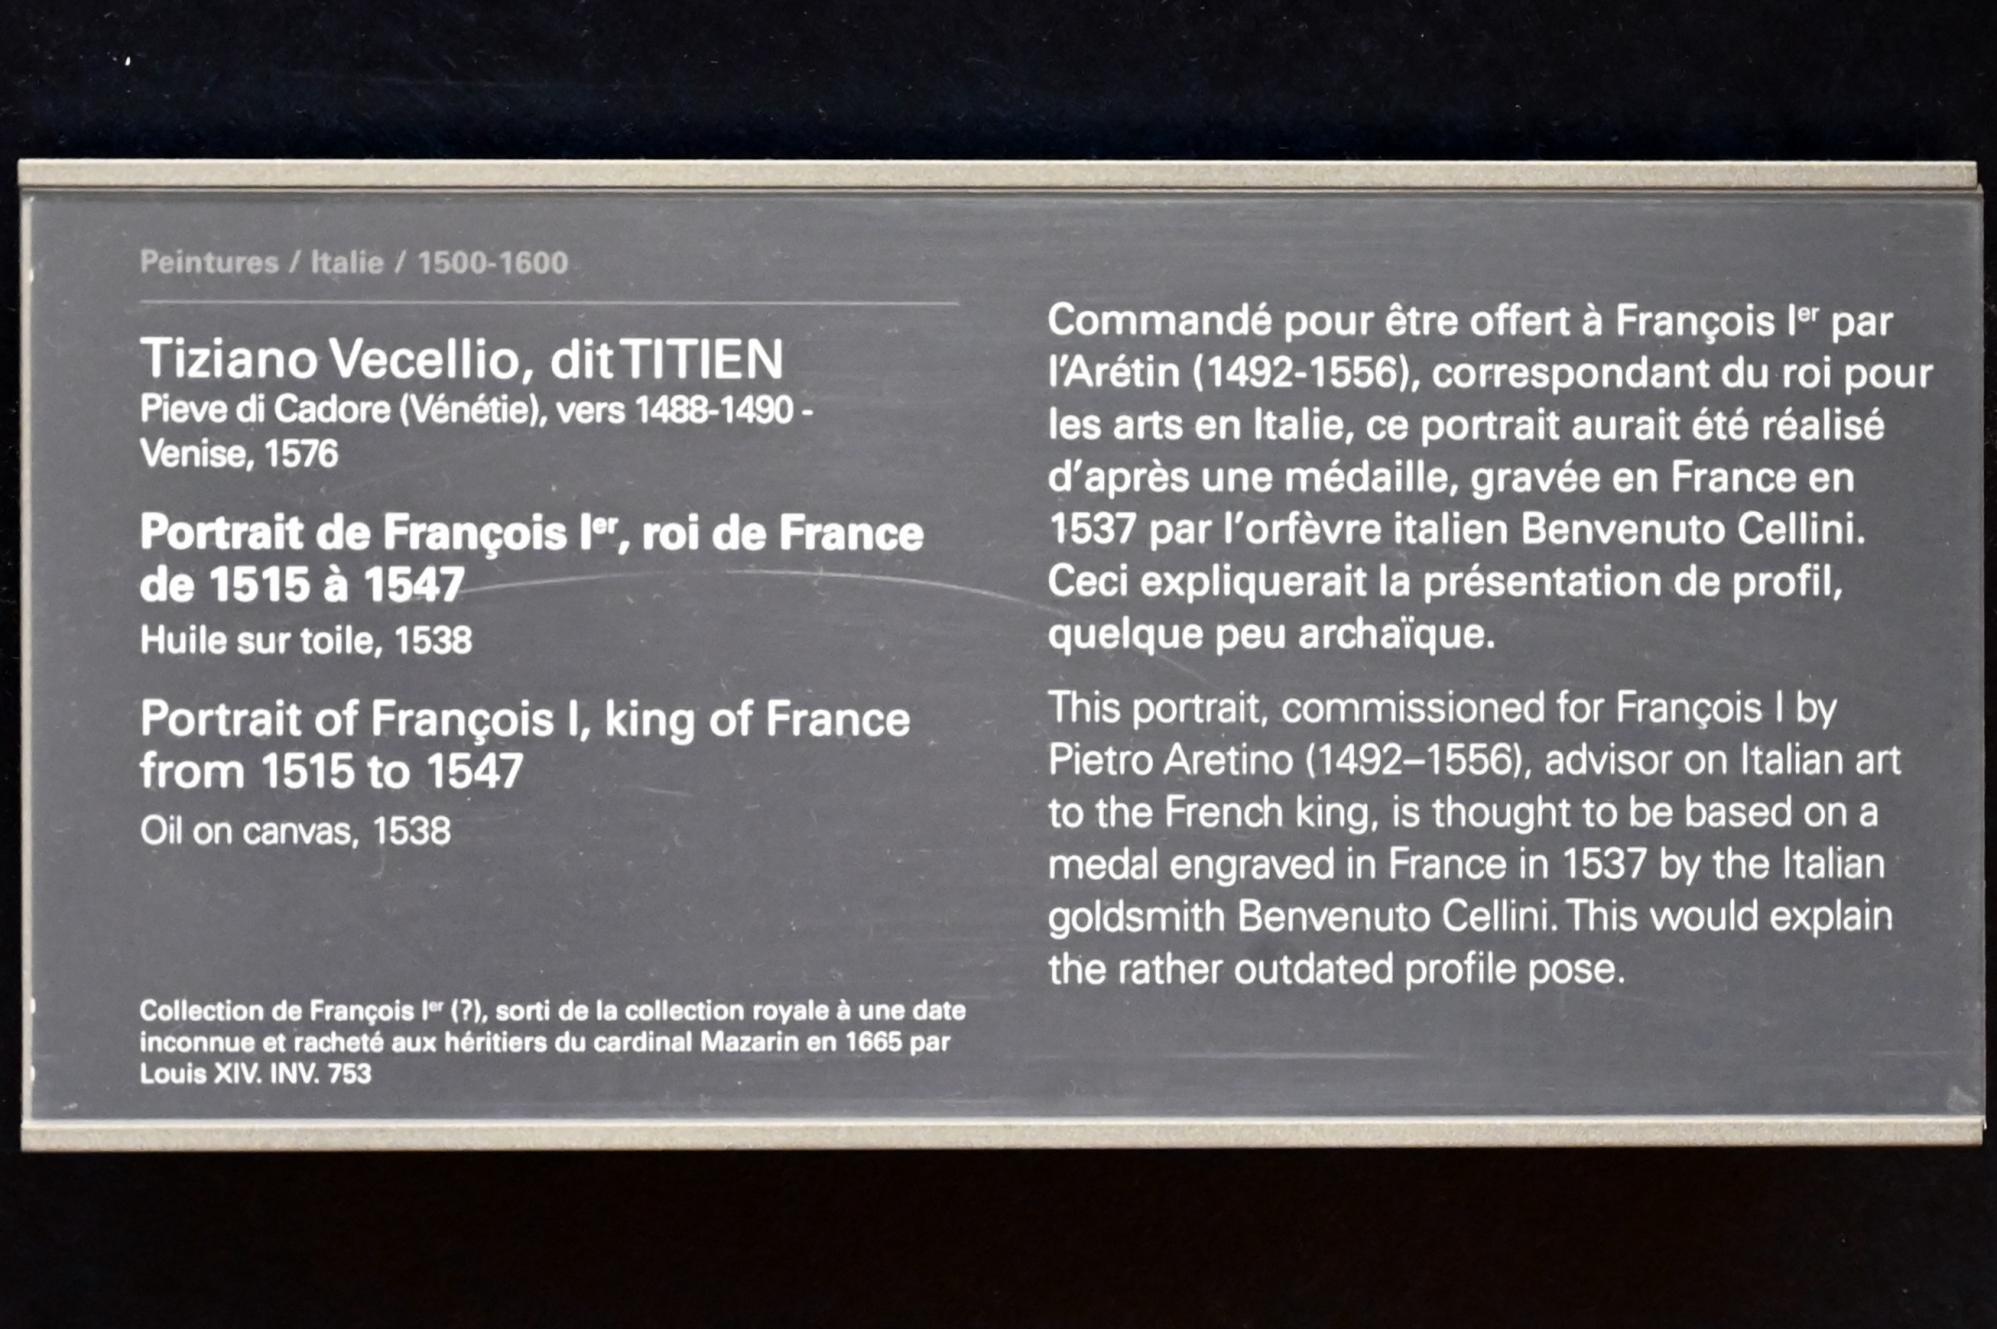 Peintures / Italie / 1500-1600
Tiziano Vecellio, dit TITIEN
Pieve di Cadore (Vénétie), vers 1488-1490 -
Venise, 1576
Portrait de François Ier, roi de France
de 1515 à 1547
Huile sur toile, 1538
Portrait of François I, king of France
from 1515 to 1547
Oil on canvas, 1538
Collection de François Ier (?), sorti de la collection royale à une date
inconnue et racheté aux héritiers du cardinal Mazarin en 1665 par
Louis XIV. INV. 753
Commandé pour être offert à François Ier par
l'Arétin (1492-1556), correspondant du roi pour
les arts en Italie, ce portrait aurait été réalisé
d'après une médaille, gravée en France en
1537 par l'orfèvre italien Benvenuto Cellini.
Ceci expliquerait la présentation de profil,
quelque peu archaïque.
This portrait, commissioned for François I by
Pietro Aretino (1492–1556), advisor on Italian art
to the French king, is thought to be based on a
medal engraved in France in 1537 by the Italian
goldsmith Benvenuto Cellini. This would explain
the rather outdated profile pose.